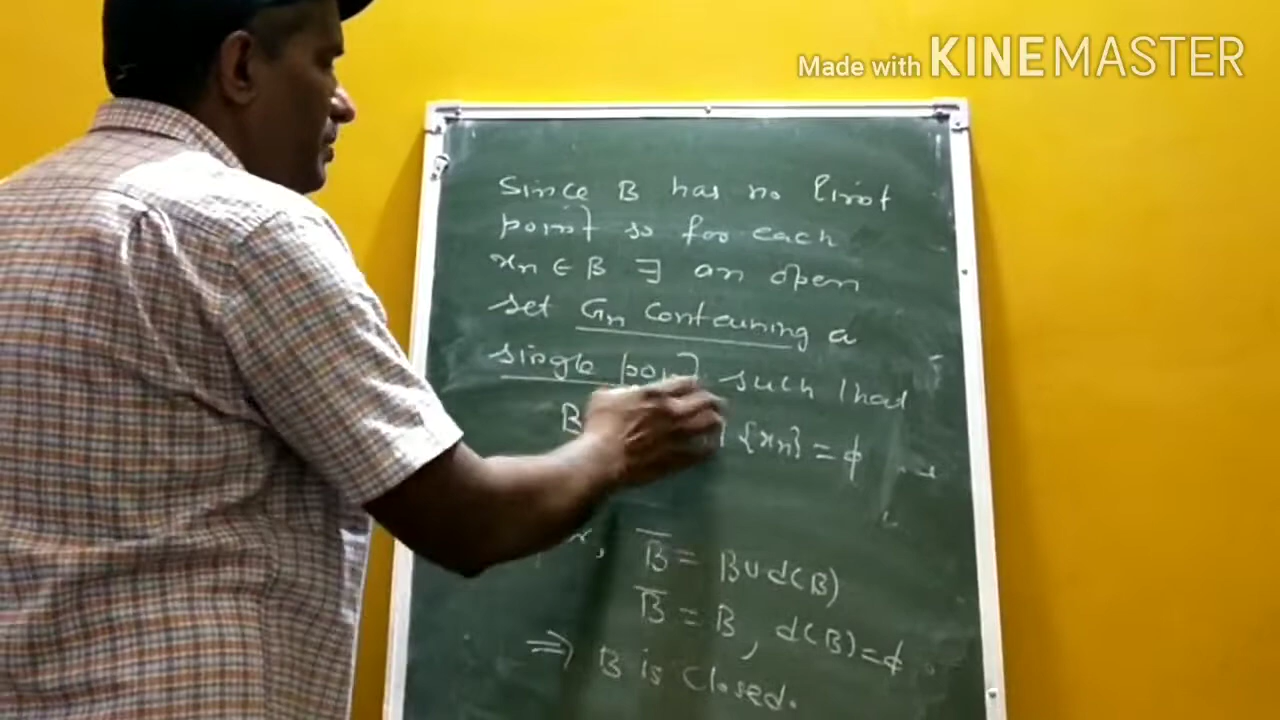 Made with KINEMASTER
Since B has no limit
point so for each
xn ∈ B ∃ an open
set Gn containing a
single point such that
B {xn} = ϕ
, B̅ = B∪d(B)
B̅ = B, d(B)=ϕ
⇒ B is closed.